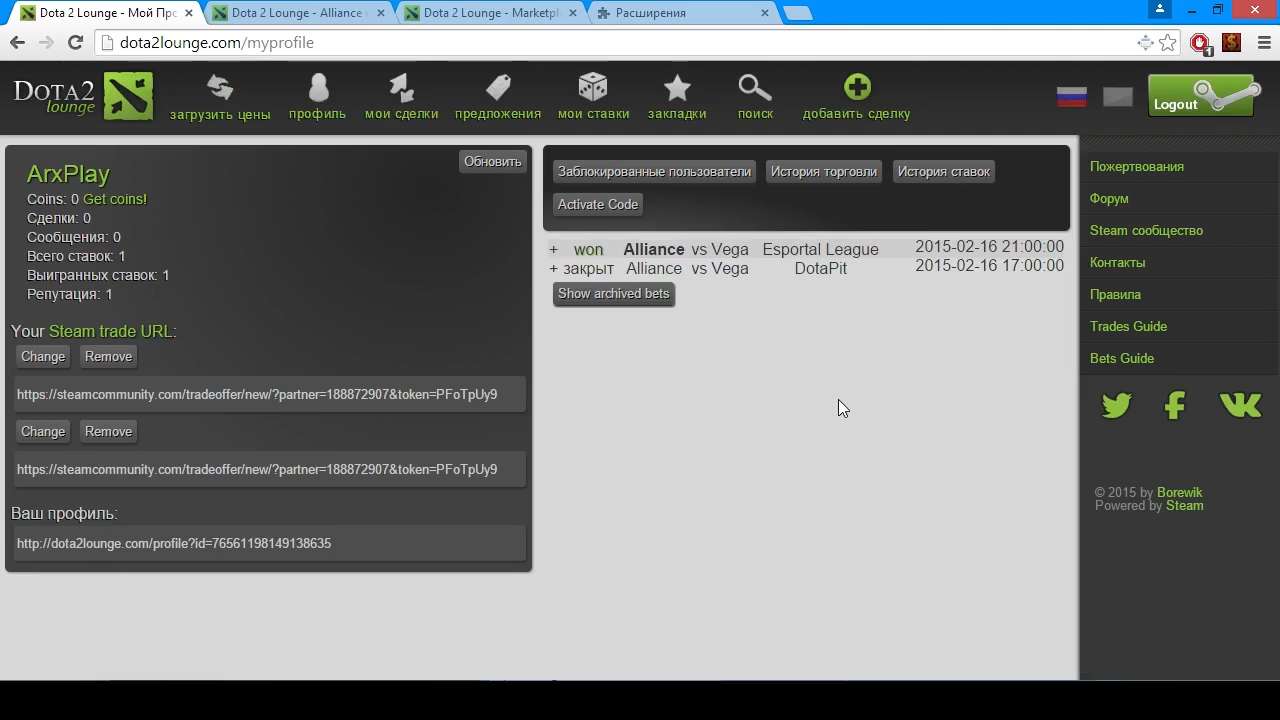 Dota 2 Lounge - Мой Про
Dota 2 Lounge - Alliance v
Dota 2 Lounge - Marketpl
Расширения
dota2lounge.com/myprofile
1
DOTA2
lounge
загрузить цены
профиль
мои сделки
предложения
мои ставки
закладки
поиск
добавить сделку
Logout
ArxPlay
Обновить
Coins: 0 Get coins!
Сделки: 0
Сообщения: 0
Всего ставок: 1
Выигранных ставок: 1
Репутация: 1
Your Steam trade URL:
Change Remove
https://steamcommunity.com/tradeoffer/new/?partner=188872907&token=PFoTpUy9
Change Remove
https://steamcommunity.com/tradeoffer/new/?partner=188872907&token=PFoTpUy9
Ваш профиль:
http://dota2lounge.com/profile?id=76561198149138635
Заблокированные пользователи История торговли История ставок
Activate Code
+ won Alliance vs Vega Esportal League 2015-02-16 21:00:00
+ закрыт Alliance vs Vega DotaPit 2015-02-16 17:00:00
Show archived bets
Пожертвования
Форум
Steam сообщество
Контакты
Правила
Trades Guide
Bets Guide
© 2015 by Borewik
Powered by Steam